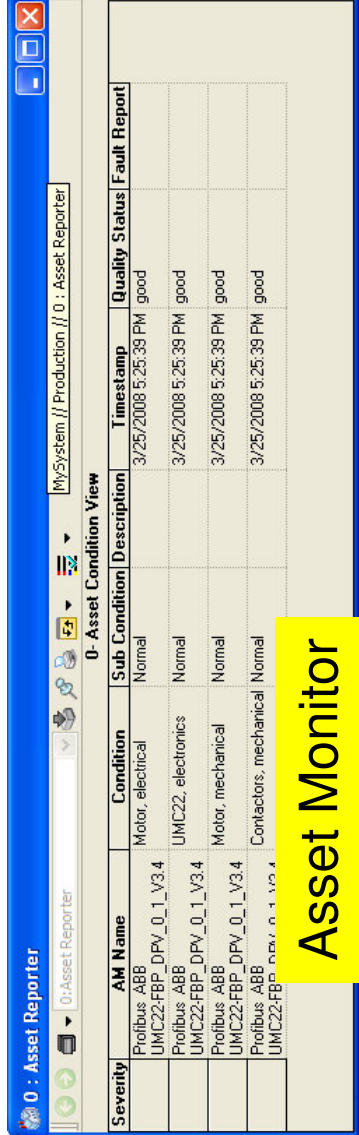 0 : Asset Reporter
0:Asset Reporter
MySystem // Production // 0 : Asset Reporter
0- Asset Condition View
Severity AM Name Condition Sub Condition Description Timestamp Quality Status Fault Report
Profibus ABB
UMC22-FBP_DPV_0_1_V3.4 Motor, electrical Normal 3/25/2008 5:25:39 PM good
Profibus ABB
UMC22-FBP_DPV_0_1_V3.4 UMC22, electronics Normal 3/25/2008 5:25:39 PM good
Profibus ABB
UMC22-FBP_DPV_0_1_V3.4 Motor, mechanical Normal 3/25/2008 5:25:39 PM good
Profibus ABB
UMC22-FBP_DPV_0_1_V3.4 Contactors, mechanical Normal 3/25/2008 5:25:39 PM good
Asset Monitor